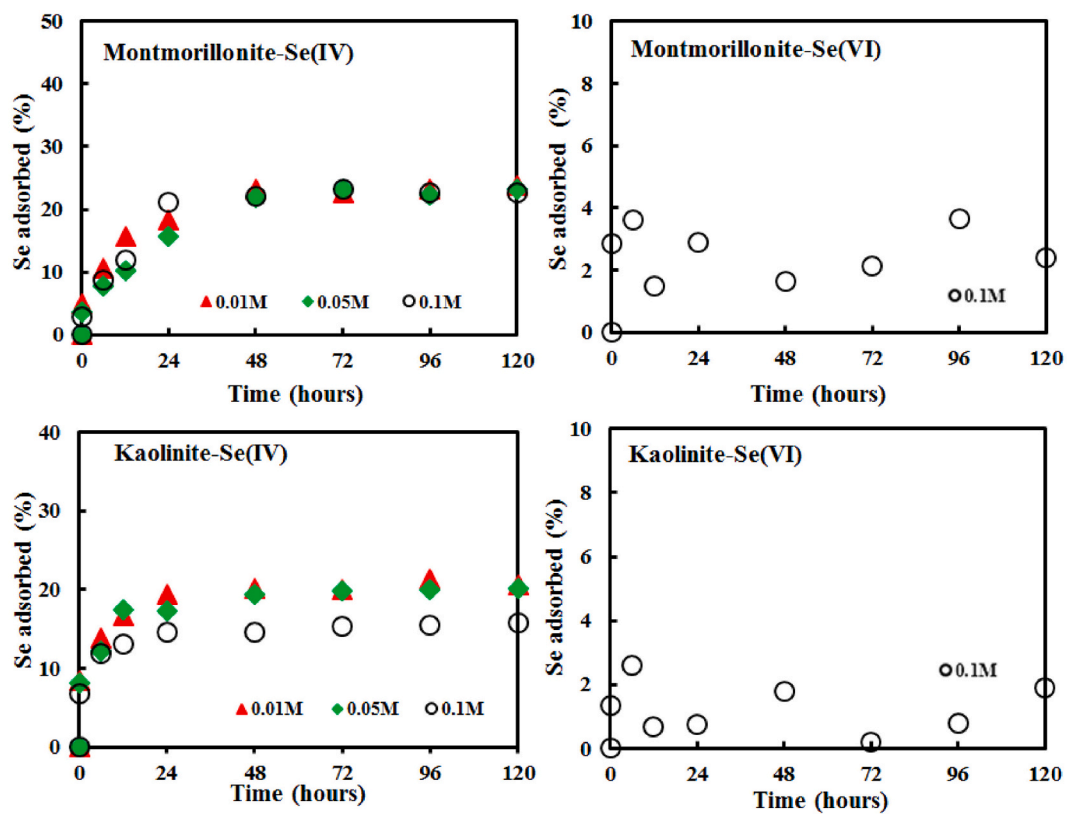 Montmorillonite-Se(IV)
Se adsorbed (%)
50
40
30
20
10
0
0.01M 0.05M 0.1M
0 24 48 72 96 120
Time (hours)
Montmorillonite-Se(VI)
Se adsorbed (%)
10
8
6
4
2
0
0.1M
0 24 48 72 96 120
Time (hours)
Kaolinite-Se(IV)
Se adsorbed (%)
40
30
20
10
0
0.01M 0.05M 0.1M
0 24 48 72 96 120
Time (hours)
Kaolinite-Se(VI)
Se adsorbed (%)
10
8
6
4
2
0
0.1M
0 24 48 72 96 120
Time (hours)